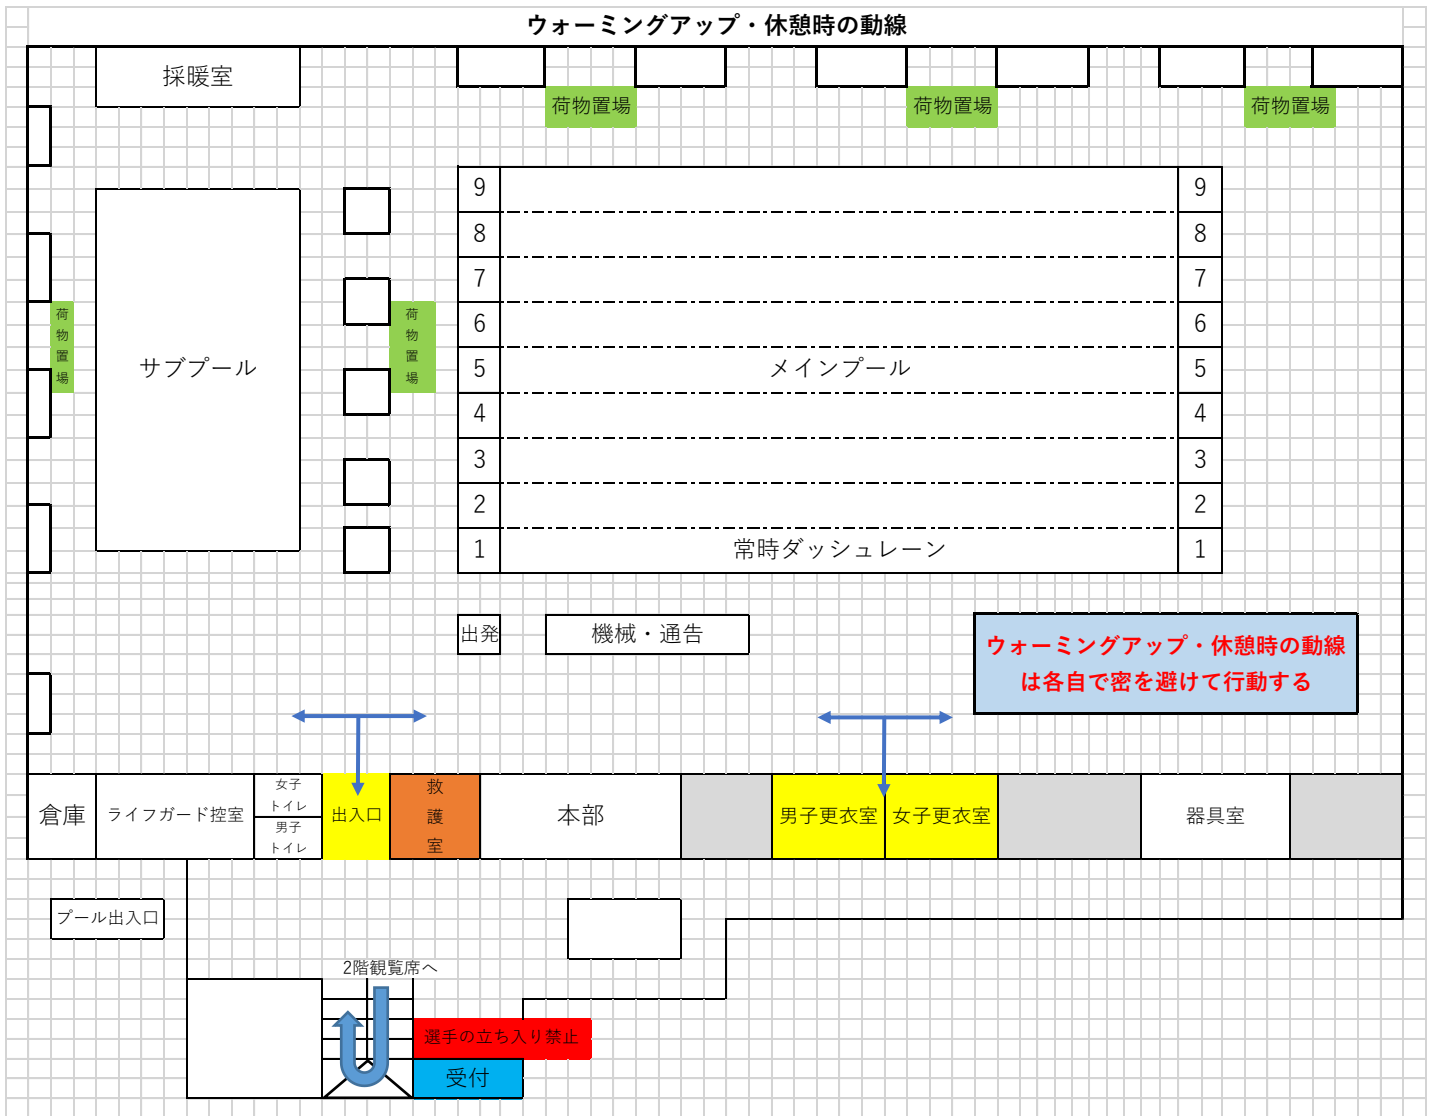 ウォーミングアップ・休憩時の動線
採暖室
荷物置場
荷物置場
荷物置場
9
9
8
8
7
7
荷物置場
荷物置場
6
6
サブプール
5
メインプール
5
4
4
3
3
2
2
1
常時ダッシュレーン
1
出発
機械・通告
ウォーミングアップ・休憩時の動線
は各自で密を避けて行動する
倉庫
ライフガード控室
女子
トイレ
男子
トイレ
出入口
救護室
本部
男子更衣室
女子更衣室
器具室
プール出入口
2階観覧席へ
選手の立ち入り禁止
受付